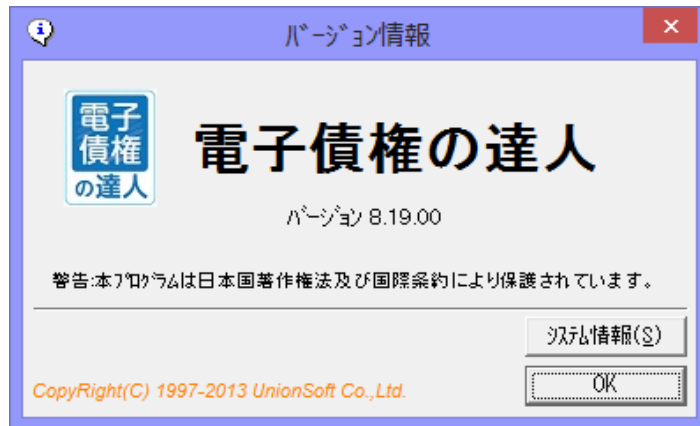 ﾊﾞｰｼﾞｮﾝ情報
電子
債権
の達人
電子債権の達人
ﾊﾞｰｼﾞｮﾝ 8.19.00
警告:本ﾌﾟﾛｸﾞﾗﾑは日本国著作権法及び国際条約により保護されています。
ｼｽﾃﾑ情報(S)
CopyRight(C) 1997-2013 UnionSoft Co.,Ltd.
OK